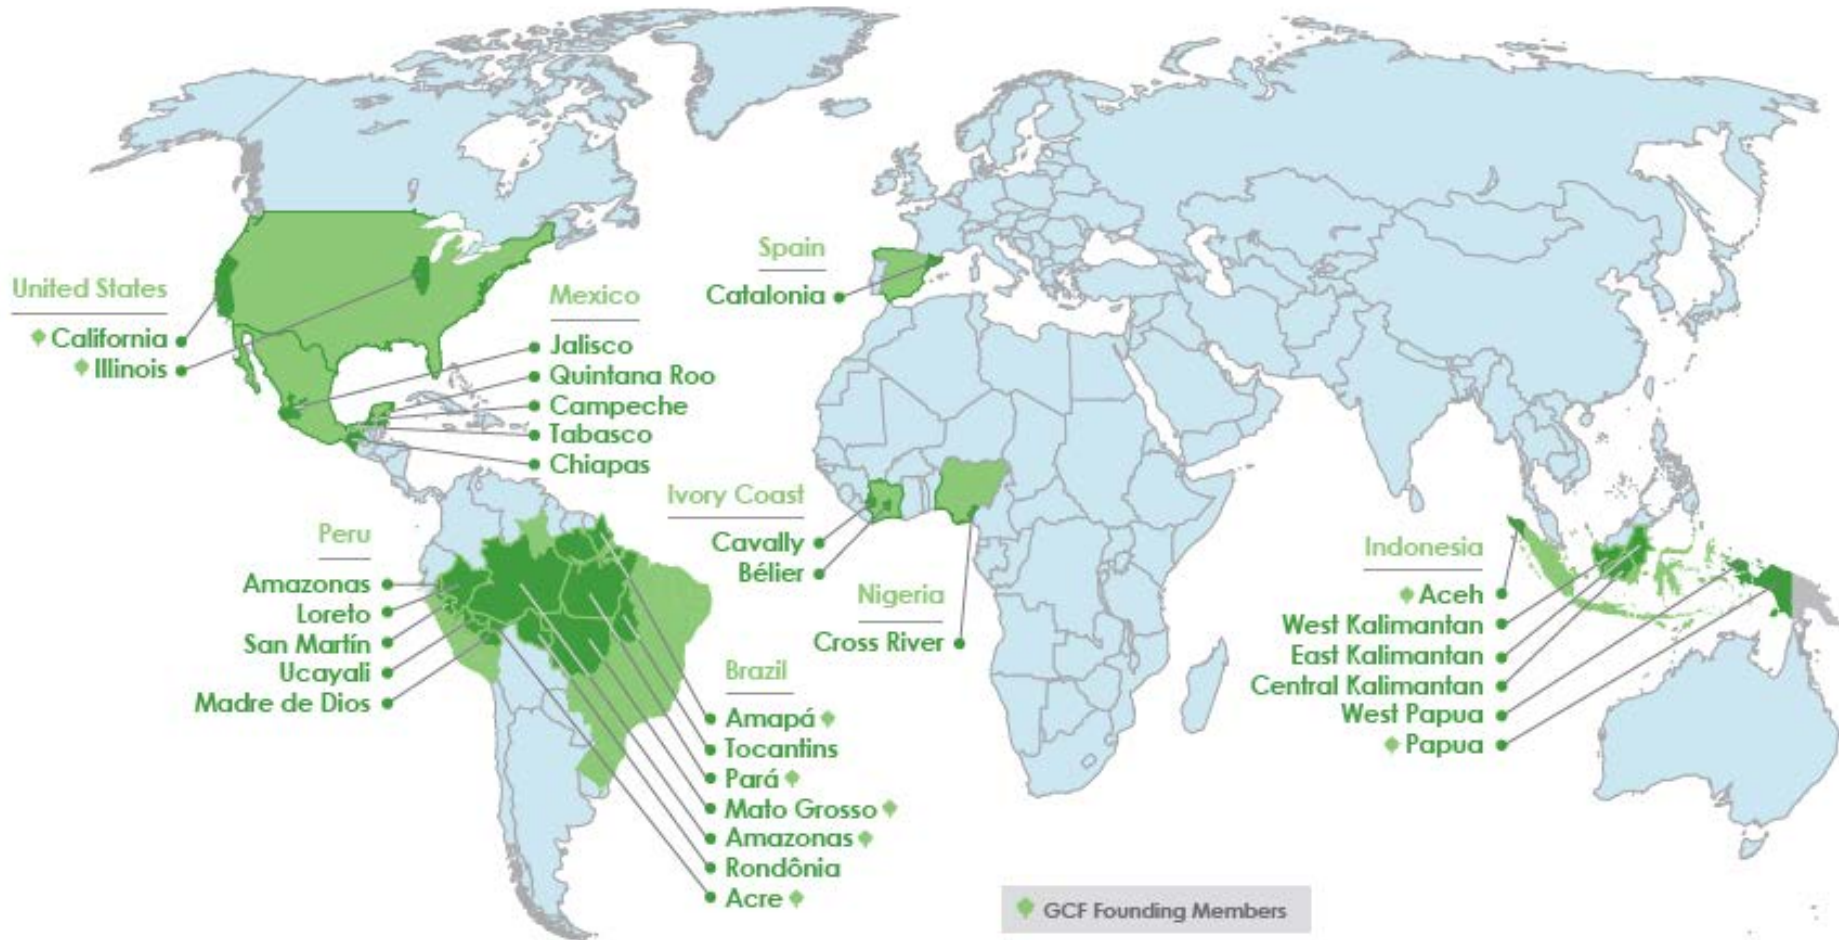 United States
California
Illinois
Mexico
Jalisco
Quintana Roo
Campeche
Tabasco
Chiapas
Peru
Amazonas
Loreto
San Martín
Ucayali
Madre de Dios
Brazil
Amapá
Tocantins
Pará
Mato Grosso
Amazonas
Rondônia
Acre
Spain
Catalonia
Ivory Coast
Cavally
Bélier
Nigeria
Cross River
Indonesia
Aceh
West Kalimantan
East Kalimantan
Central Kalimantan
West Papua
Papua
GCF Founding Members